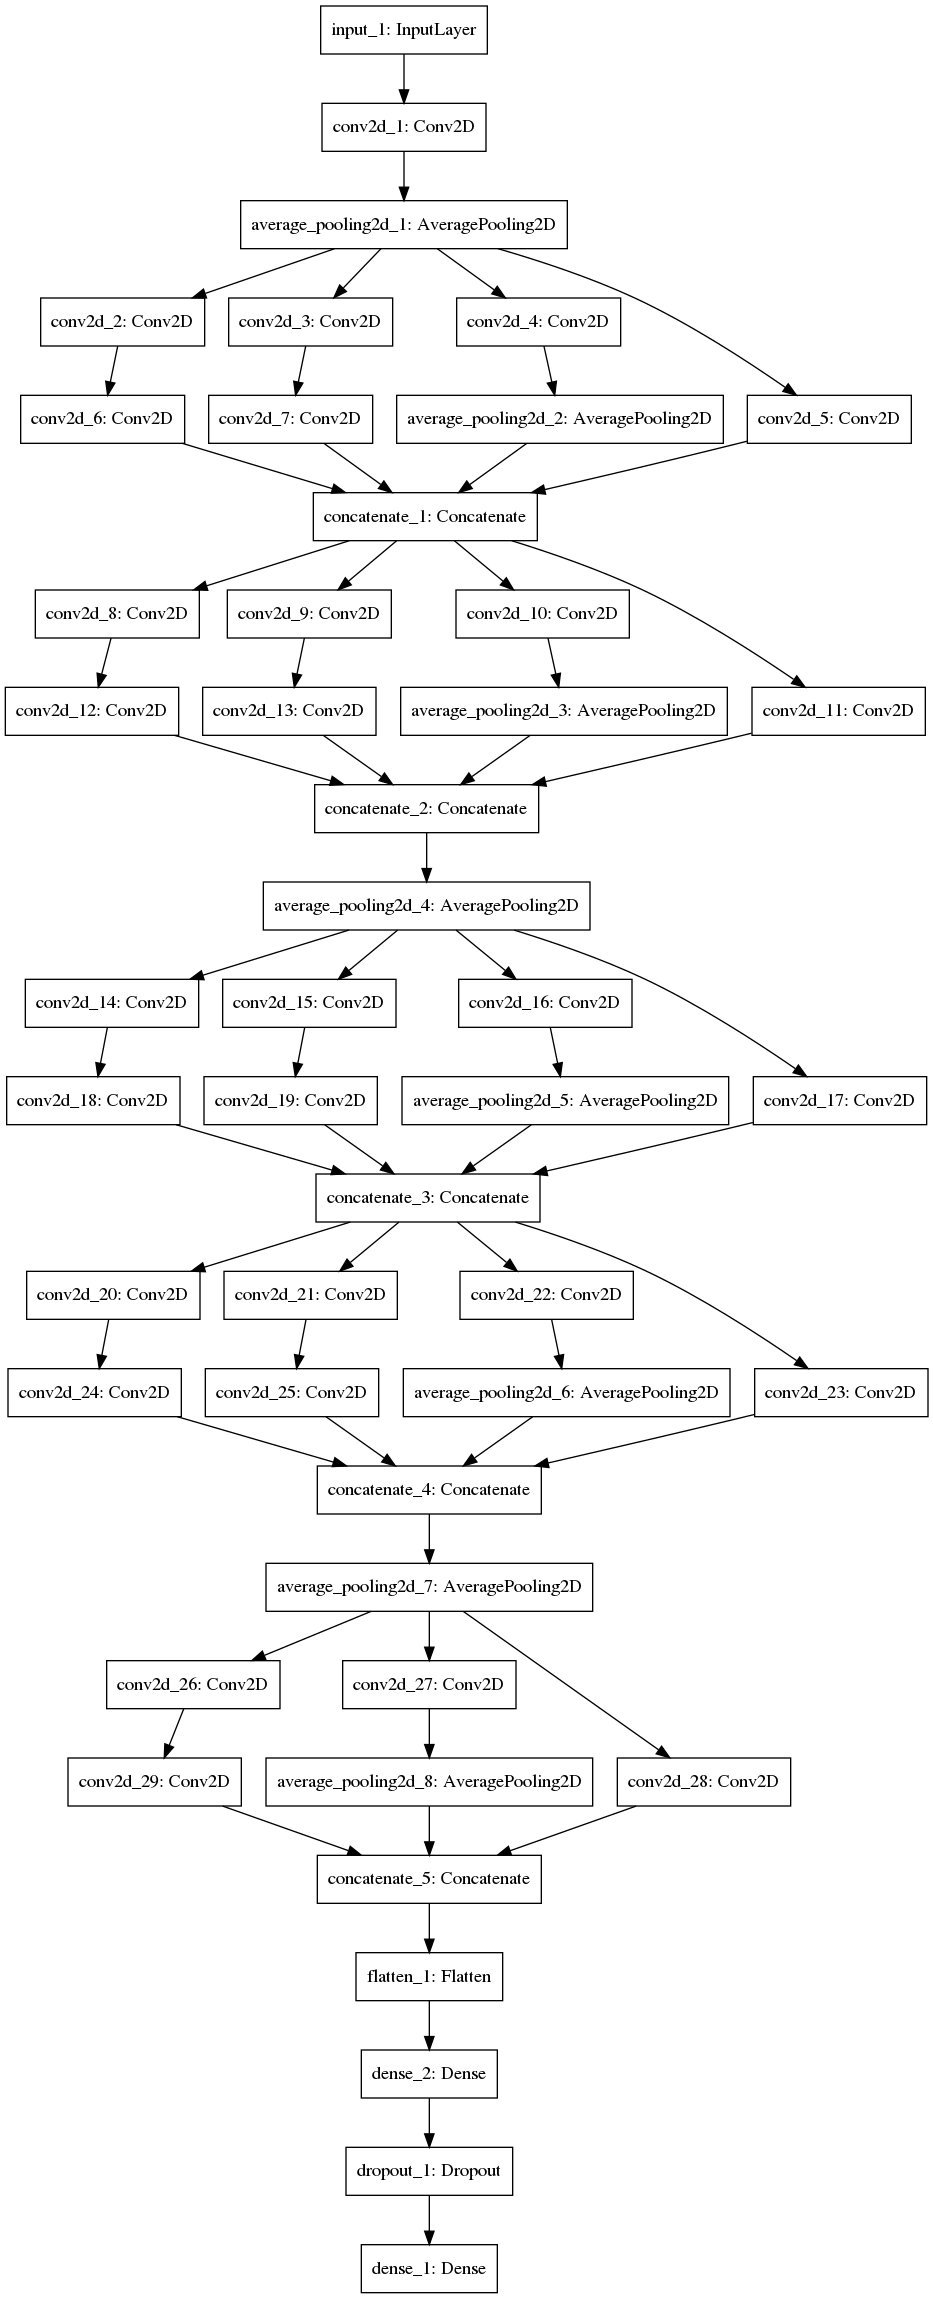 input_1: InputLayer
conv2d_1: Conv2D
average_pooling2d_1: AveragePooling2D
conv2d_2: Conv2D
conv2d_3: Conv2D
conv2d_4: Conv2D
conv2d_6: Conv2D
conv2d_7: Conv2D
average_pooling2d_2: AveragePooling2D
conv2d_5: Conv2D
concatenate_1: Concatenate
conv2d_8: Conv2D
conv2d_9: Conv2D
conv2d_10: Conv2D
conv2d_12: Conv2D
conv2d_13: Conv2D
average_pooling2d_3: AveragePooling2D
conv2d_11: Conv2D
concatenate_2: Concatenate
average_pooling2d_4: AveragePooling2D
conv2d_14: Conv2D
conv2d_15: Conv2D
conv2d_16: Conv2D
conv2d_18: Conv2D
conv2d_19: Conv2D
average_pooling2d_5: AveragePooling2D
conv2d_17: Conv2D
concatenate_3: Concatenate
conv2d_20: Conv2D
conv2d_21: Conv2D
conv2d_22: Conv2D
conv2d_24: Conv2D
conv2d_25: Conv2D
average_pooling2d_6: AveragePooling2D
conv2d_23: Conv2D
concatenate_4: Concatenate
average_pooling2d_7: AveragePooling2D
conv2d_26: Conv2D
conv2d_27: Conv2D
conv2d_29: Conv2D
average_pooling2d_8: AveragePooling2D
conv2d_28: Conv2D
concatenate_5: Concatenate
flatten_1: Flatten
dense_2: Dense
dropout_1: Dropout
dense_1: Dense